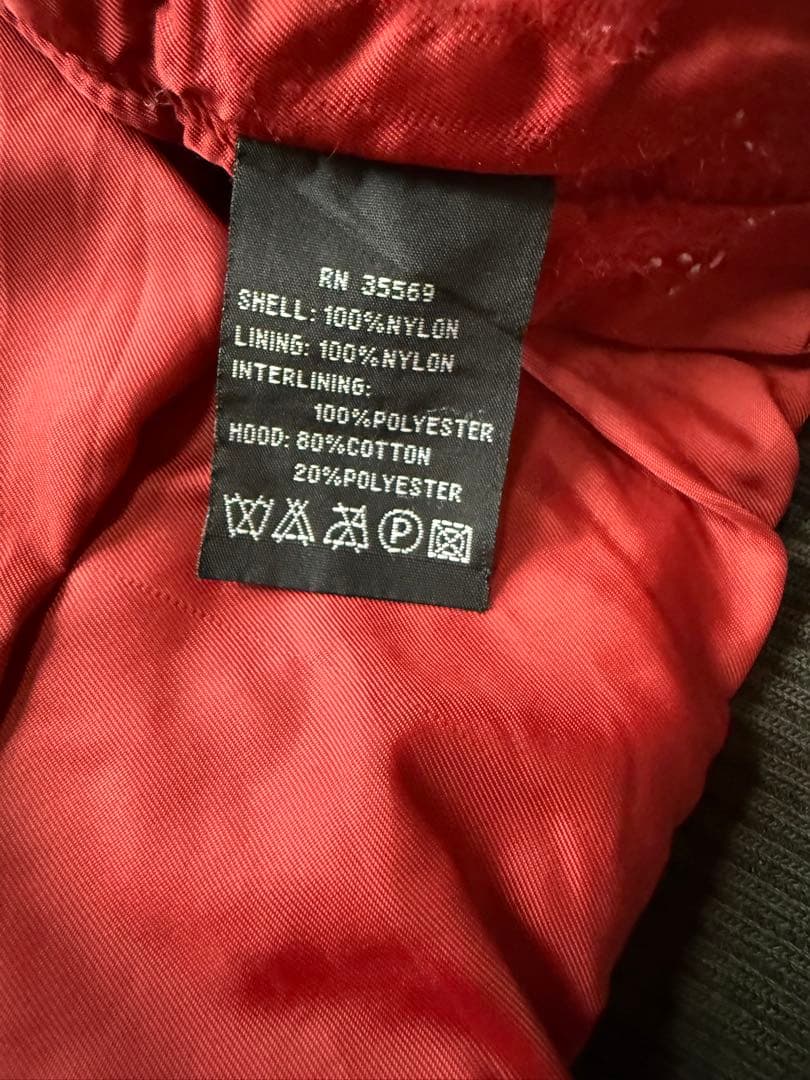 RN 35569
SHELL: 100%NYLON
LINING: 100%NYLON
INTERLINING:
100%POLYESTER
HOOD: 80%COTTON
20%POLYESTER
P